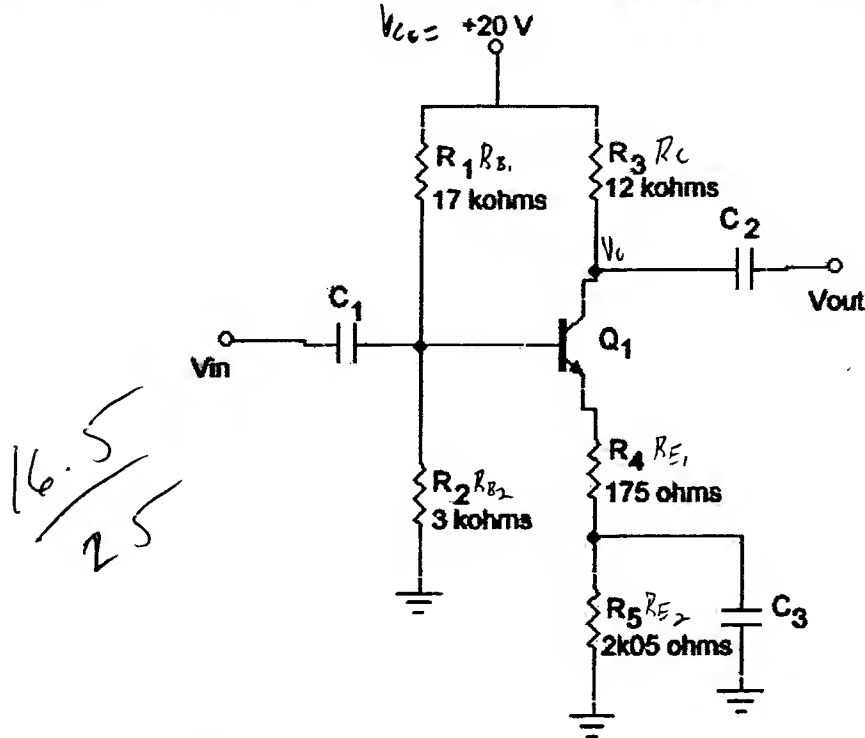 Vcc = +20 V
R1 RB1
17 kohms
R3 RC
12 kohms
Vc
C2
Vout
C1
Vin
Q1
R4 RE1
175 ohms
R2 RB2
3 kohms
16.5
25
R5 RE2
2k05 ohms
C3